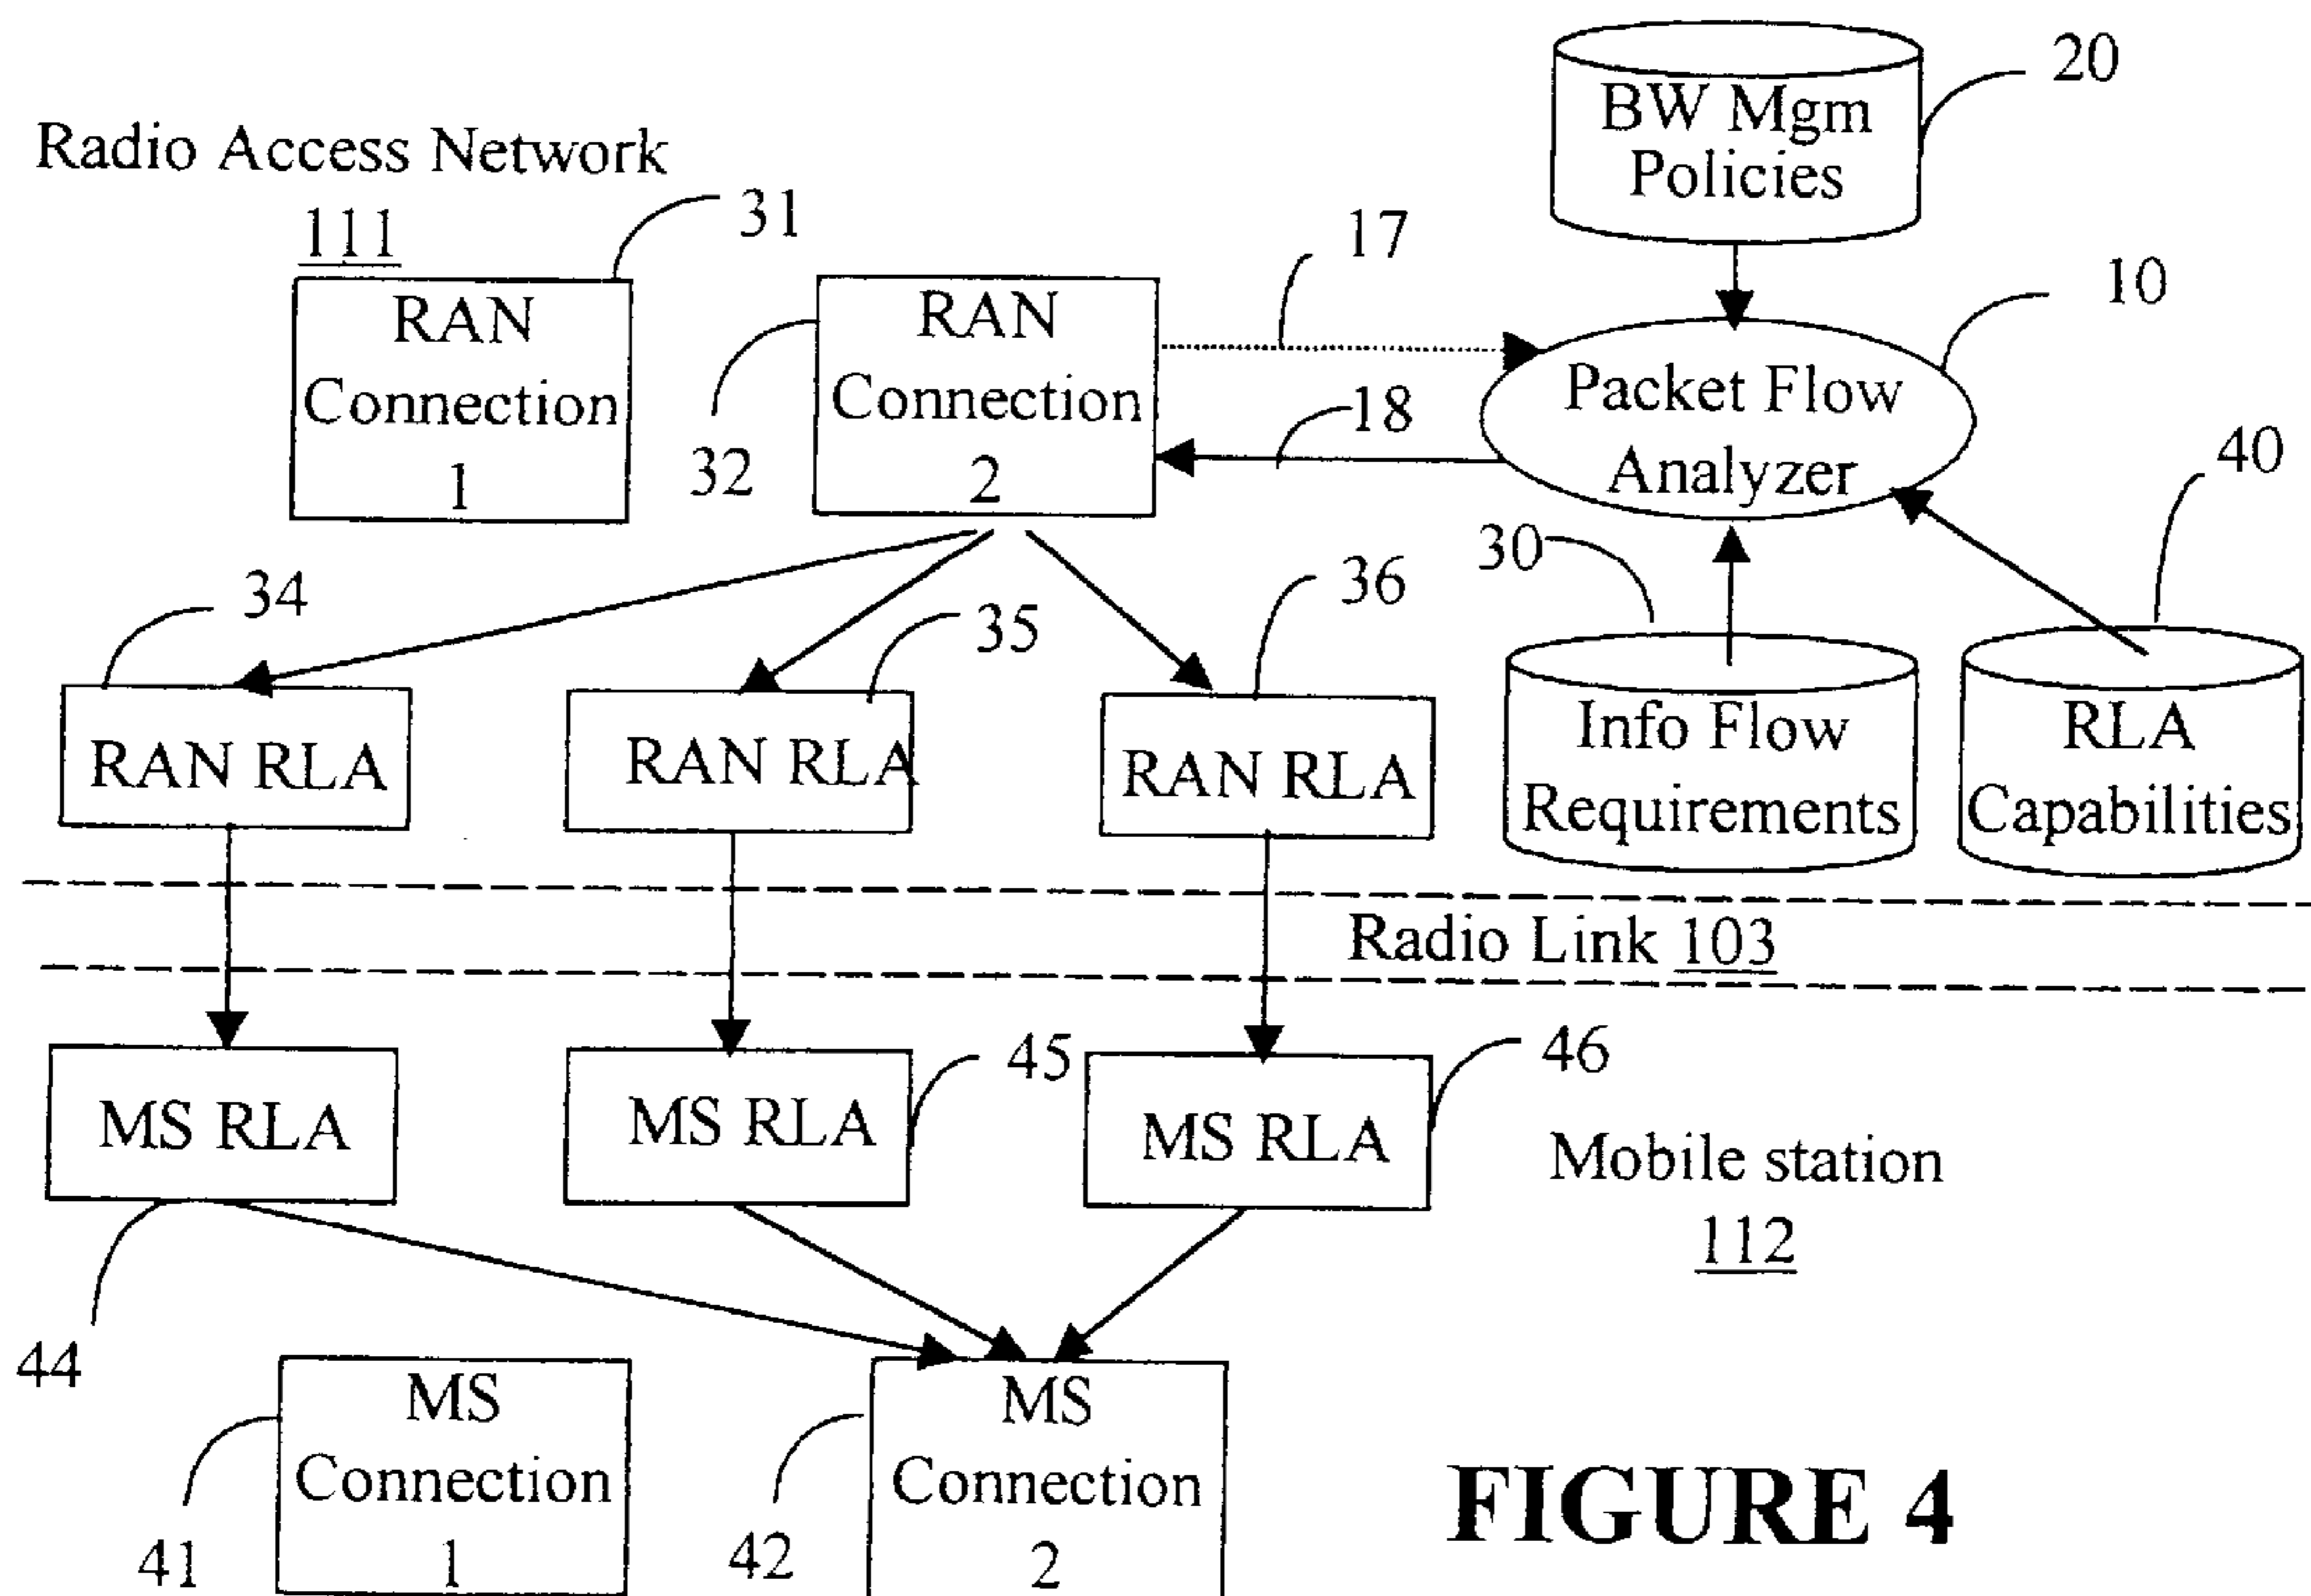 20
BW Mgm
Policies
Radio Access Network
111
31
17
10
RAN
Connection
1
RAN
Connection
2
32
18
Packet Flow
Analyzer
40
30
34
35
36
RAN RLA
RAN RLA
RAN RLA
Info Flow
Requirements
RLA
Capabilities
Radio Link 103
45
46
MS RLA
MS RLA
MS RLA
Mobile station
112
44
MS
Connection
1
41
MS
Connection
2
42
FIGURE 4